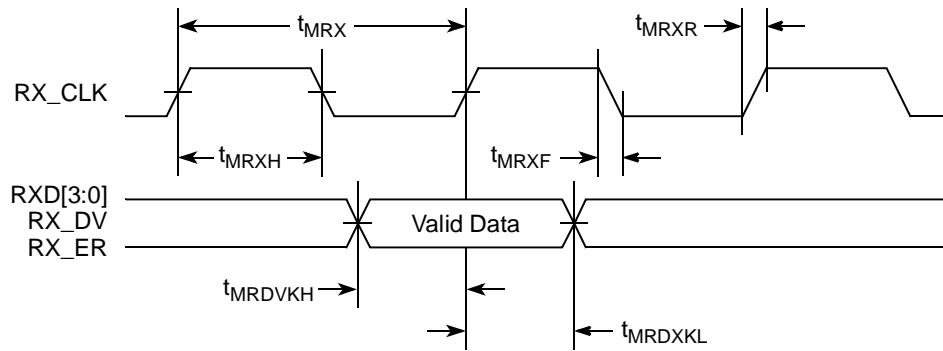 tMRX
tMRXR
RX_CLK
tMRXH
tMRXF
RXD[3:0]
RX_DV
Valid Data
RX_ER
tMRDVKH
tMRDXKL